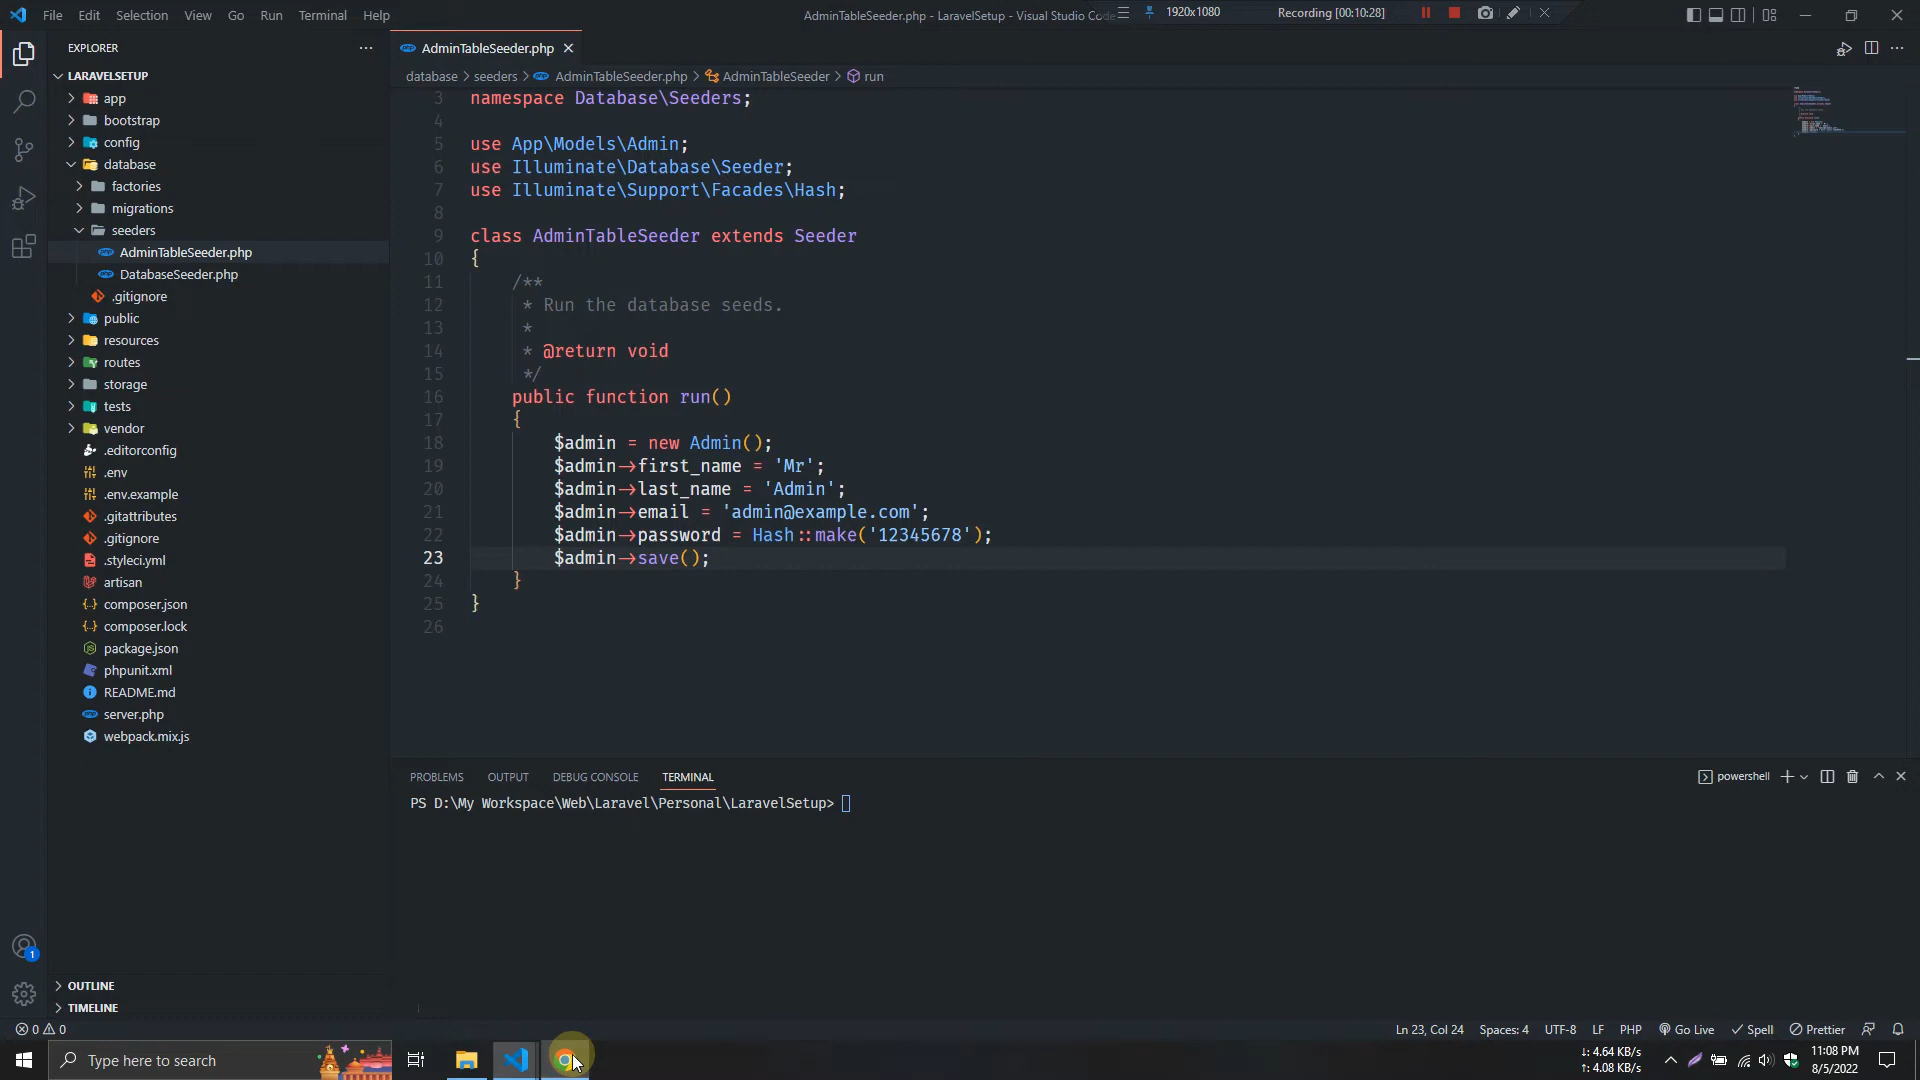 File Edit Selection View Go Run Terminal Help
AdminTableSeeder.php - LaravelSetup - Visual Studio Code
1920x1080
Recording [00:10:28]
EXPLORER
AdminTableSeeder.php
LARAVELSETUP
database > seeders > AdminTableSeeder.php > AdminTableSeeder > run
app
bootstrap
config
database
factories
migrations
seeders
AdminTableSeeder.php
DatabaseSeeder.php
.gitignore
public
resources
routes
storage
tests
vendor
.editorconfig
.env
.env.example
.gitattributes
.gitignore
.styleci.yml
artisan
composer.json
composer.lock
package.json
phpunit.xml
README.md
server.php
webpack.mix.js
OUTLINE
TIMELINE
3 namespace Database\Seeders;
4
5 use App\Models\Admin;
6 use Illuminate\Database\Seeder;
7 use Illuminate\Support\Facades\Hash;
8
9 class AdminTableSeeder extends Seeder
10 {
11 /**
12 * Run the database seeds.
13 *
14 * @return void
15 */
16 public function run()
17 {
18 $admin = new Admin();
19 $admin->first_name = 'Mr';
20 $admin->last_name = 'Admin';
21 $admin->email = 'admin@example.com';
22 $admin->password = Hash::make('12345678');
23 $admin->save();
24 }
25 }
26
PROBLEMS OUTPUT DEBUG CONSOLE TERMINAL
powershell
PS D:\My Workspace\Web\Laravel\Personal\LaravelSetup>
1
0 0
Ln 23, Col 24 Spaces: 4 UTF-8 LF PHP Go Live Spell Prettier
Type here to search
↓: 4.64 KB/s
↑: 4.08 KB/s
11:08 PM
8/5/2022